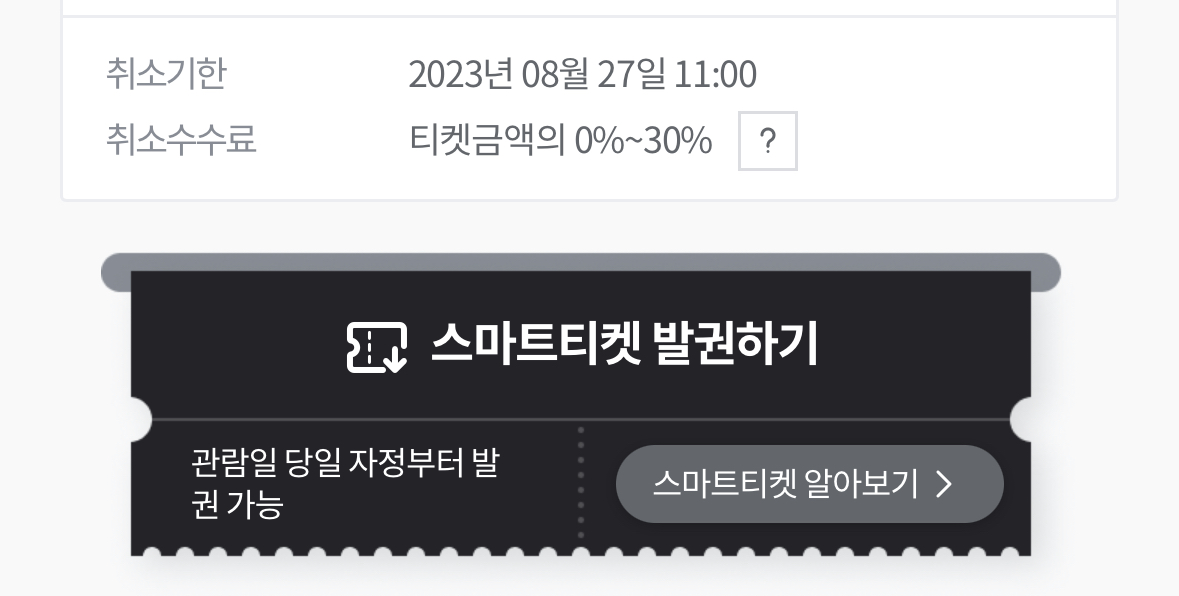 취소기한 2023년 08월 27일 11:00
취소수수료 티켓금액의 0%~30% ?
스마트티켓 발권하기
관람일 당일 자정부터 발
권 가능
스마트티켓 알아보기 >